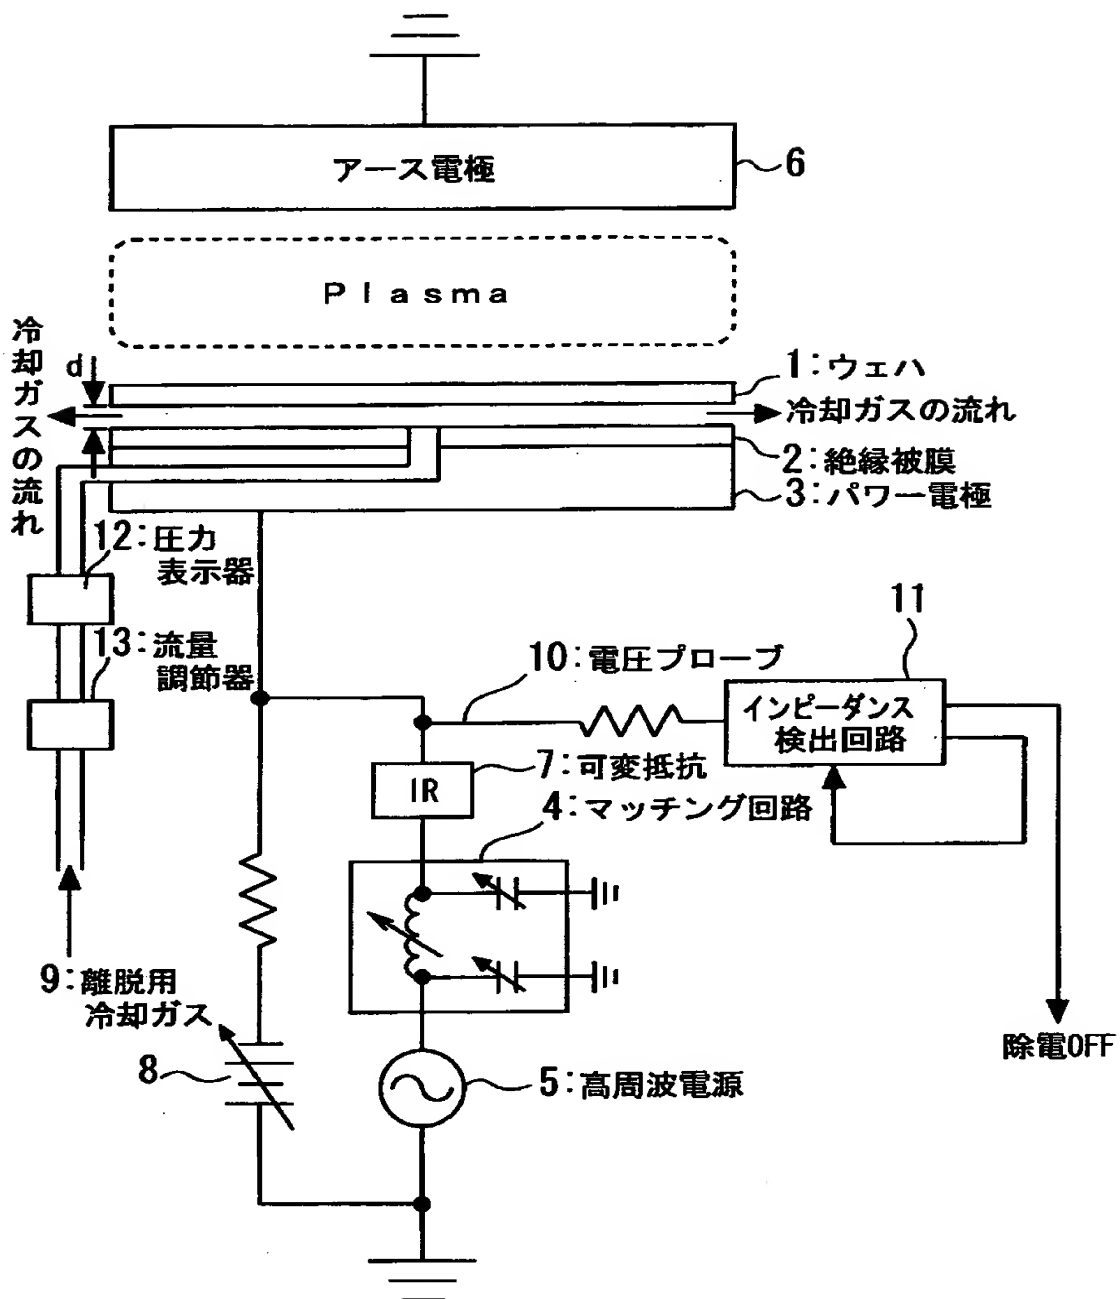 アース電極
6
Plasma
冷却ガスの流れ
d
1：ウェハ
冷却ガスの流れ
2：絶縁被膜
3：パワー電極
12：圧力
表示器
13：流量
調節器
11
10：電圧プローブ
インピーダンス
検出回路
7：可変抵抗
IR
4：マッチング回路
9：離脱用
冷却ガス
8
5：高周波電源
除電OFF